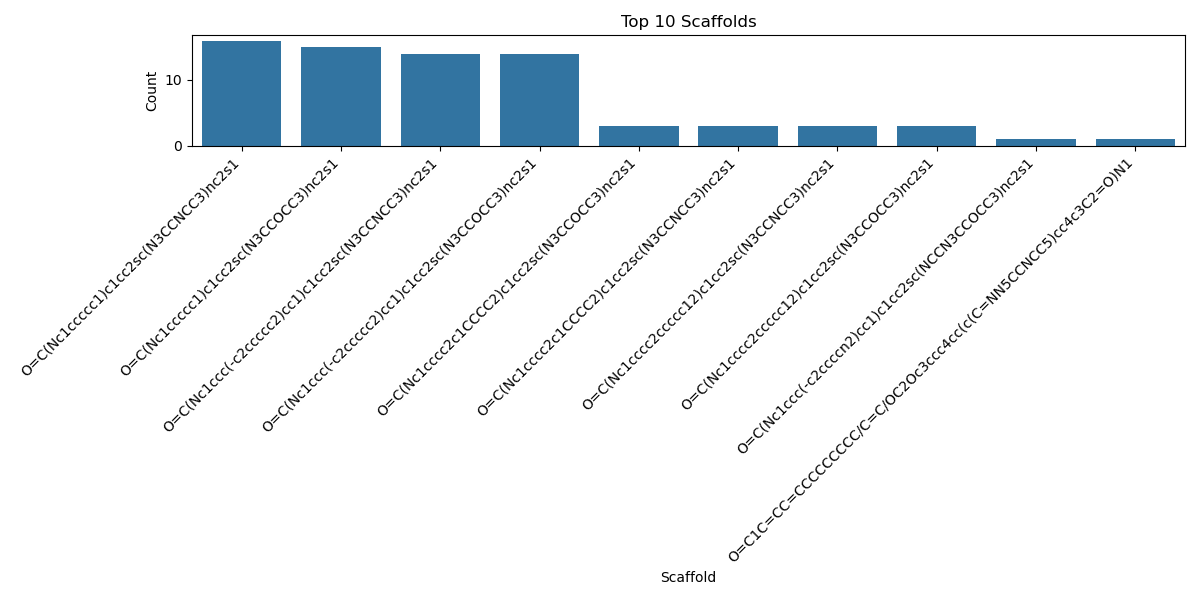 Top 10 Scaffolds
Count
10
0
O=C(Nc1ccccc1)c1cc2sc(N3CCNCC3)nc2s1
O=C(Nc1ccccc1)c1cc2sc(N3CCOCC3)nc2s1
O=C(Nc1ccc(-c2ccccc2)cc1)c1cc2sc(N3CCNCC3)nc2s1
O=C(Nc1ccc(-c2ccccc2)cc1)c1cc2sc(N3CCOCC3)nc2s1
O=C(Nc1cccc2c1CCCC2)c1cc2sc(N3CCOCC3)nc2s1
O=C(Nc1cccc2c1CCCC2)c1cc2sc(N3CCNCC3)nc2s1
O=C(Nc1cccc2ccccc12)c1cc2sc(N3CCNCC3)nc2s1
O=C(Nc1cccc2ccccc12)c1cc2sc(N3CCOCC3)nc2s1
O=C(Nc1ccc(-c2ccccn2)cc1)c1cc2sc(NCCN3CCOCC3)nc2s1
O=C1C=CC=CCCCCCCCC/C=C/OC2Oc3ccc4cc(c(C=NN5CCNCC5)cc4c3C2=O)N1
Scaffold